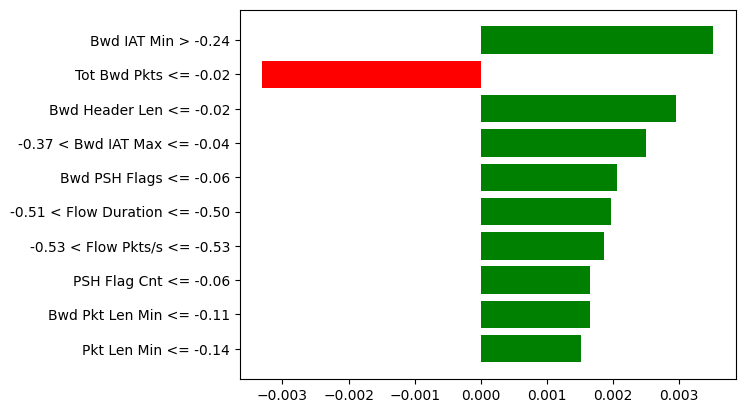 Bwd IAT Min > -0.24
Tot Bwd Pkts <= -0.02
Bwd Header Len <= -0.02
-0.37 < Bwd IAT Max <= -0.04
Bwd PSH Flags <= -0.06
-0.51 < Flow Duration <= -0.50
-0.53 < Flow Pkts/s <= -0.53
PSH Flag Cnt <= -0.06
Bwd Pkt Len Min <= -0.11
Pkt Len Min <= -0.14
−0.003 −0.002 −0.001 0.000 0.001 0.002 0.003